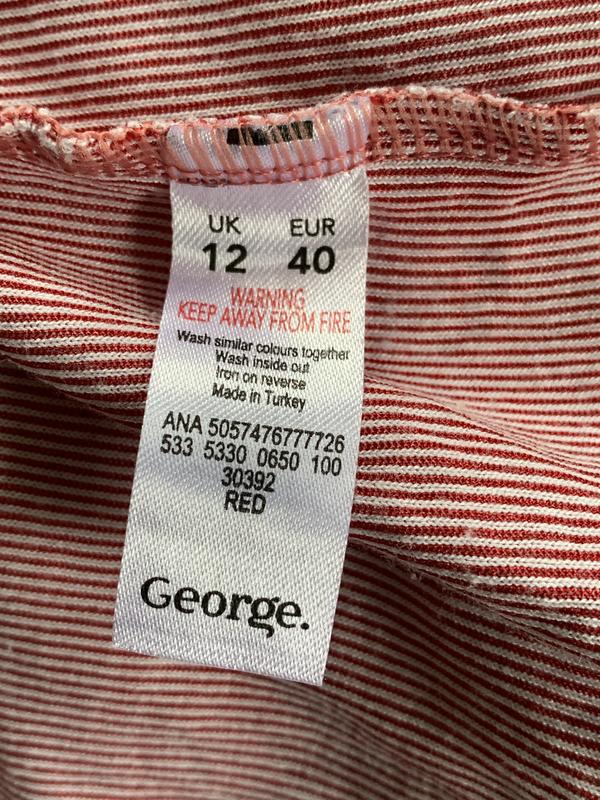 UK EUR
12 40
WARNING
KEEP AWAY FROM FIRE
Wash similar colours together
Wash inside out
Iron on reverse
Made in Turkey
ANA 5057476777726
533 5330 0650 100
30392
RED
George.